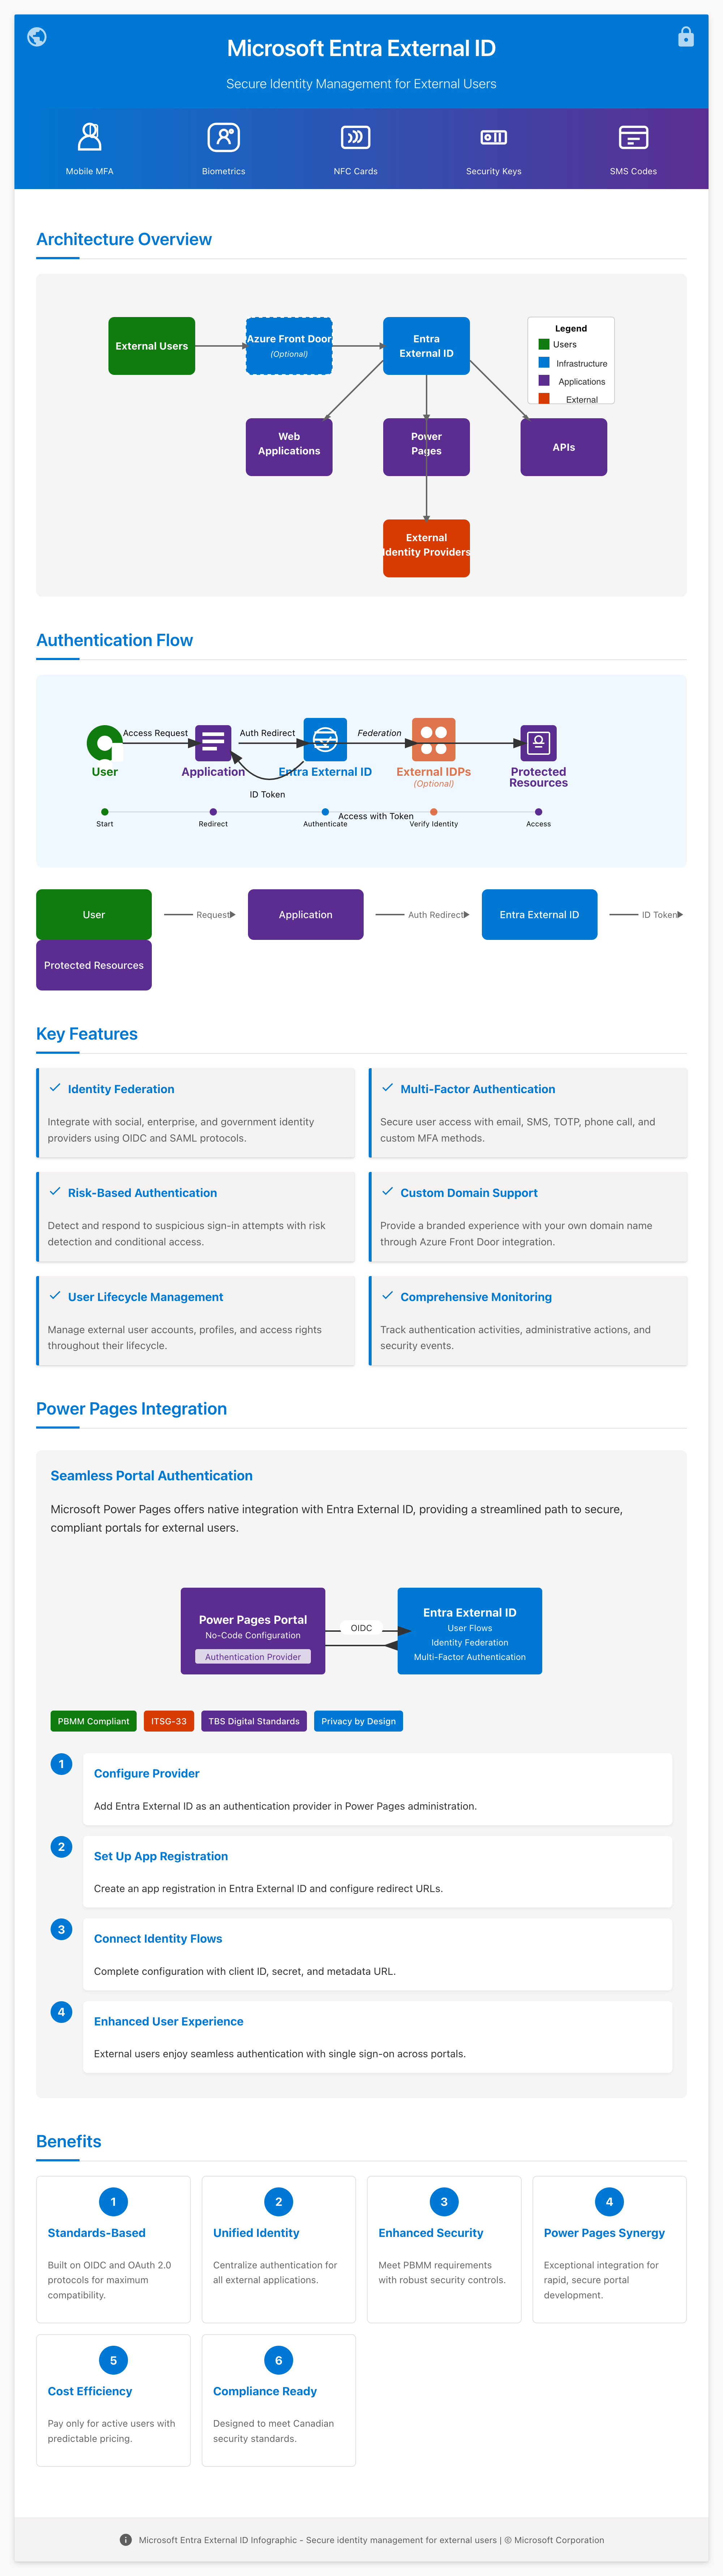 Microsoft Entra External ID
Secure Identity Management for External Users
Mobile MFA
Biometrics
NFC Cards
Security Keys
SMS Codes
Architecture Overview
External Users
Azure Front Door
(Optional)
Entra
External ID
Legend
Users
Infrastructure
Applications
External
Web
Applications
Power
Pages
APIs
External
Identity Providers
Authentication Flow
Access Request
Auth Redirect
Federation
User
Application
Entra External ID
External IDPs
(Optional)
Protected
Resources
ID Token
Access with Token
Start
Redirect
Authenticate
Verify Identity
Access
User
Request
Application
Auth Redirect
Entra External ID
ID Token
Protected Resources
Key Features
Identity Federation
Integrate with social, enterprise, and government identity
providers using OIDC and SAML protocols.
Multi-Factor Authentication
Secure user access with email, SMS, TOTP, phone call, and
custom MFA methods.
Risk-Based Authentication
Detect and respond to suspicious sign-in attempts with risk
detection and conditional access.
Custom Domain Support
Provide a branded experience with your own domain name
through Azure Front Door integration.
User Lifecycle Management
Manage external user accounts, profiles, and access rights
throughout their lifecycle.
Comprehensive Monitoring
Track authentication activities, administrative actions, and
security events.
Power Pages Integration
Seamless Portal Authentication
Microsoft Power Pages offers native integration with Entra External ID, providing a streamlined path to secure,
compliant portals for external users.
Power Pages Portal
No-Code Configuration
Authentication Provider
OIDC
Entra External ID
User Flows
Identity Federation
Multi-Factor Authentication
PBMM Compliant
ITSG-33
TBS Digital Standards
Privacy by Design
1
Configure Provider
Add Entra External ID as an authentication provider in Power Pages administration.
2
Set Up App Registration
Create an app registration in Entra External ID and configure redirect URLs.
3
Connect Identity Flows
Complete configuration with client ID, secret, and metadata URL.
4
Enhanced User Experience
External users enjoy seamless authentication with single sign-on across portals.
Benefits
1
Standards-Based
Built on OIDC and OAuth 2.0
protocols for maximum
compatibility.
2
Unified Identity
Centralize authentication for
all external applications.
3
Enhanced Security
Meet PBMM requirements
with robust security controls.
4
Power Pages Synergy
Exceptional integration for
rapid, secure portal
development.
5
Cost Efficiency
Pay only for active users with
predictable pricing.
6
Compliance Ready
Designed to meet Canadian
security standards.
Microsoft Entra External ID Infographic - Secure identity management for external users | © Microsoft Corporation